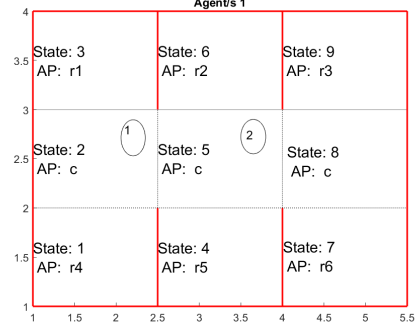 Agent/s 1
4
State: 3
State: 6
State: 9
3.5
AP: r1
AP: r2
AP: r3
3
1
2
State: 2
State: 5
State: 8
2.5
AP: c
AP: c
AP: c
2
State: 1
State: 4
State: 7
1.5
AP: r4
AP: r5
AP: r6
1
1 1.5 2 2.5 3 3.5 4 4.5 5 5.5